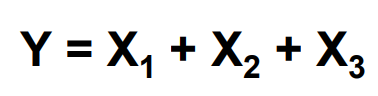 Y = X₁ + X₂ + X₃